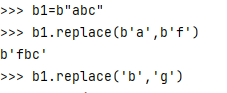 >>> b1=b"abc"
>>> b1.replace(b'a',b'f')
b'fbc'
>>> b1.replace('b','g')